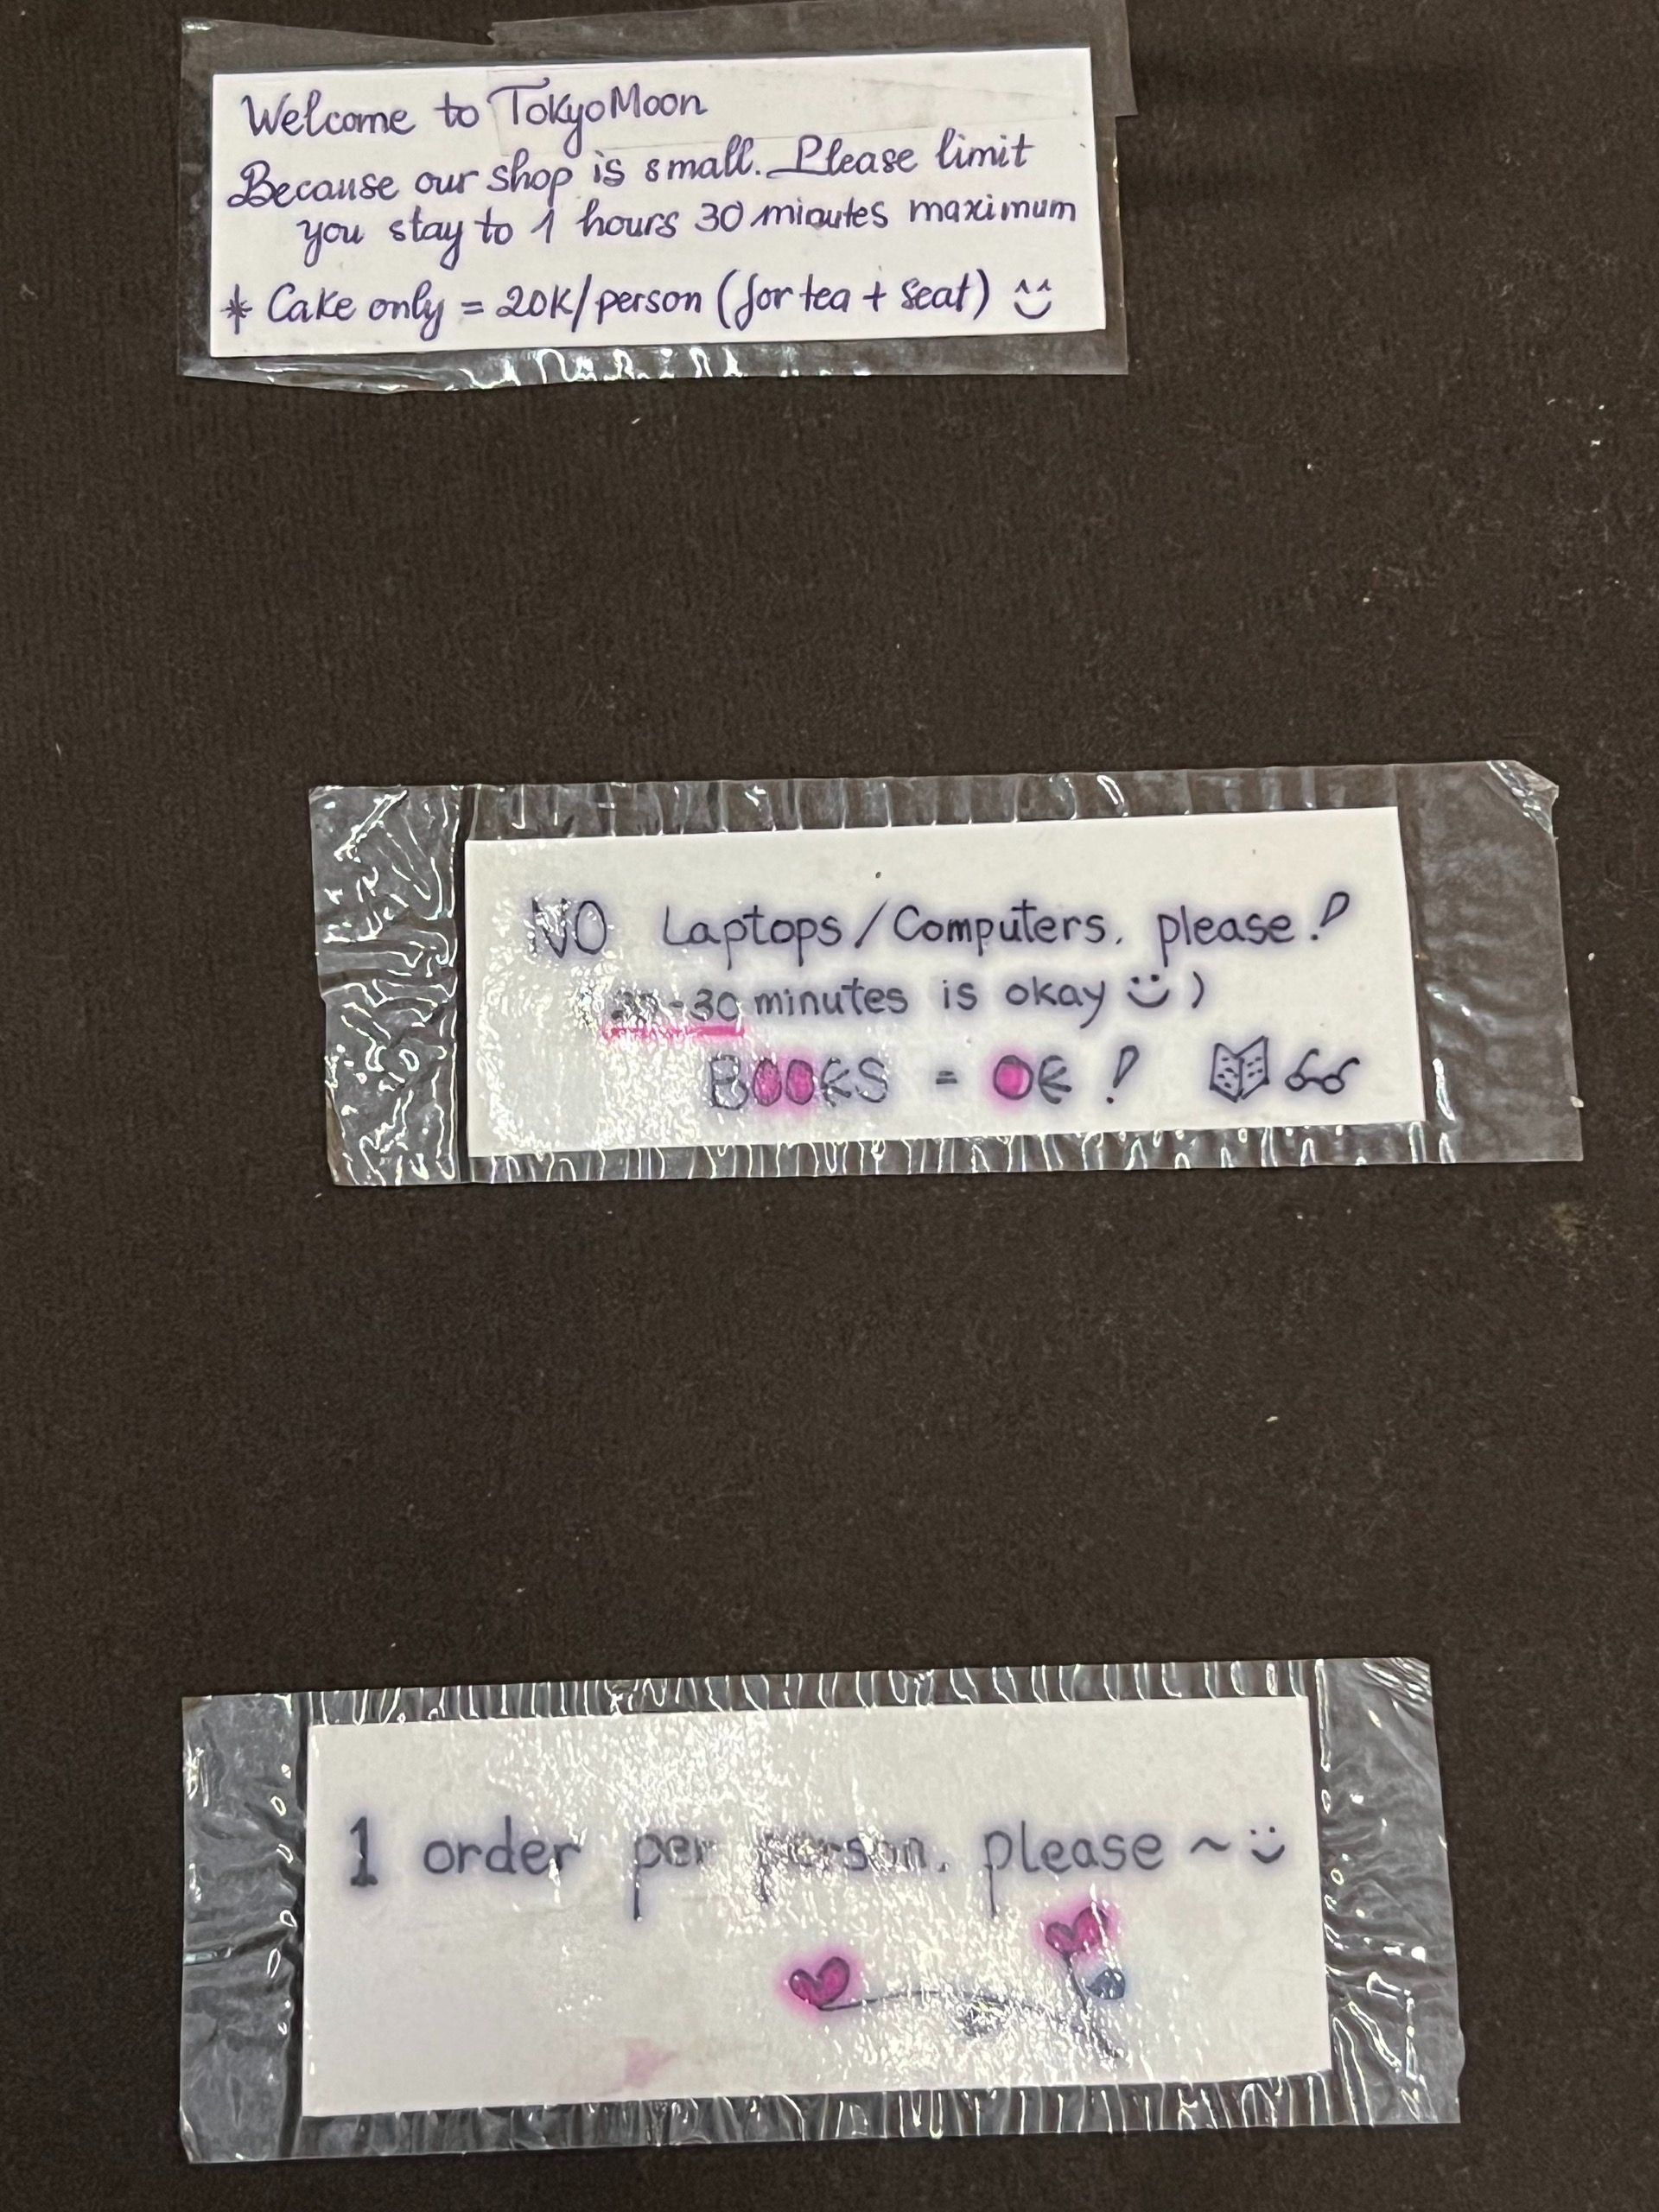 Welcome to TokyoMoon
Because our shop is small. Please limit
you stay to 1 hours 30 minutes maximum
* Cake only = 20K/person (for tea + seat) ^^
NO Laptops/Computers, please!
(20-30 minutes is okay :) )
BOOKS = OK!
1 order per person, please ~ :)